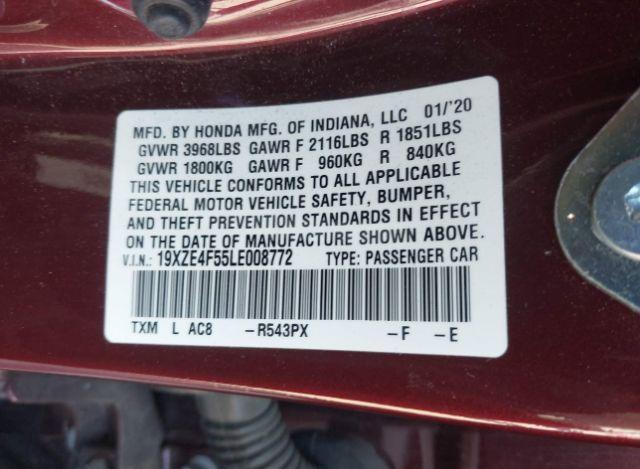 MFD. BY HONDA MFG. OF INDIANA, LLC 01/'20
GVWR 3968LBS GAWR F 2116LBS R 1851LBS
GVWR 1800KG GAWR F 960KG R 840KG
THIS VEHICLE CONFORMS TO ALL APPLICABLE
FEDERAL MOTOR VEHICLE SAFETY, BUMPER,
AND THEFT PREVENTION STANDARDS IN EFFECT
ON THE DATE OF MANUFACTURE SHOWN ABOVE.
V.I.N.: 19XZE4F55LE008772 TYPE: PASSENGER CAR
TXM L AC8 -R543PX -F -E